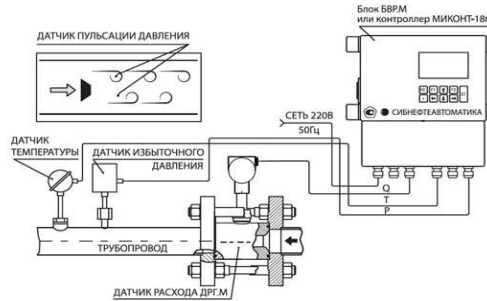 Блок БВР.М
или контроллер МИКОНТ-186
ДАТЧИК ПУЛЬСАЦИИ ДАВЛЕНИЯ
СИБНЕФТЕАВТОМАТИКА
СЕТЬ 220В
50Гц
ДАТЧИК
ТЕМПЕРАТУРЫ
ДАТЧИК ИЗБЫТОЧНОГО
ДАВЛЕНИЯ
Q
T
P
ТРУБОПРОВОД
ДАТЧИК РАСХОДА ДРГ.М